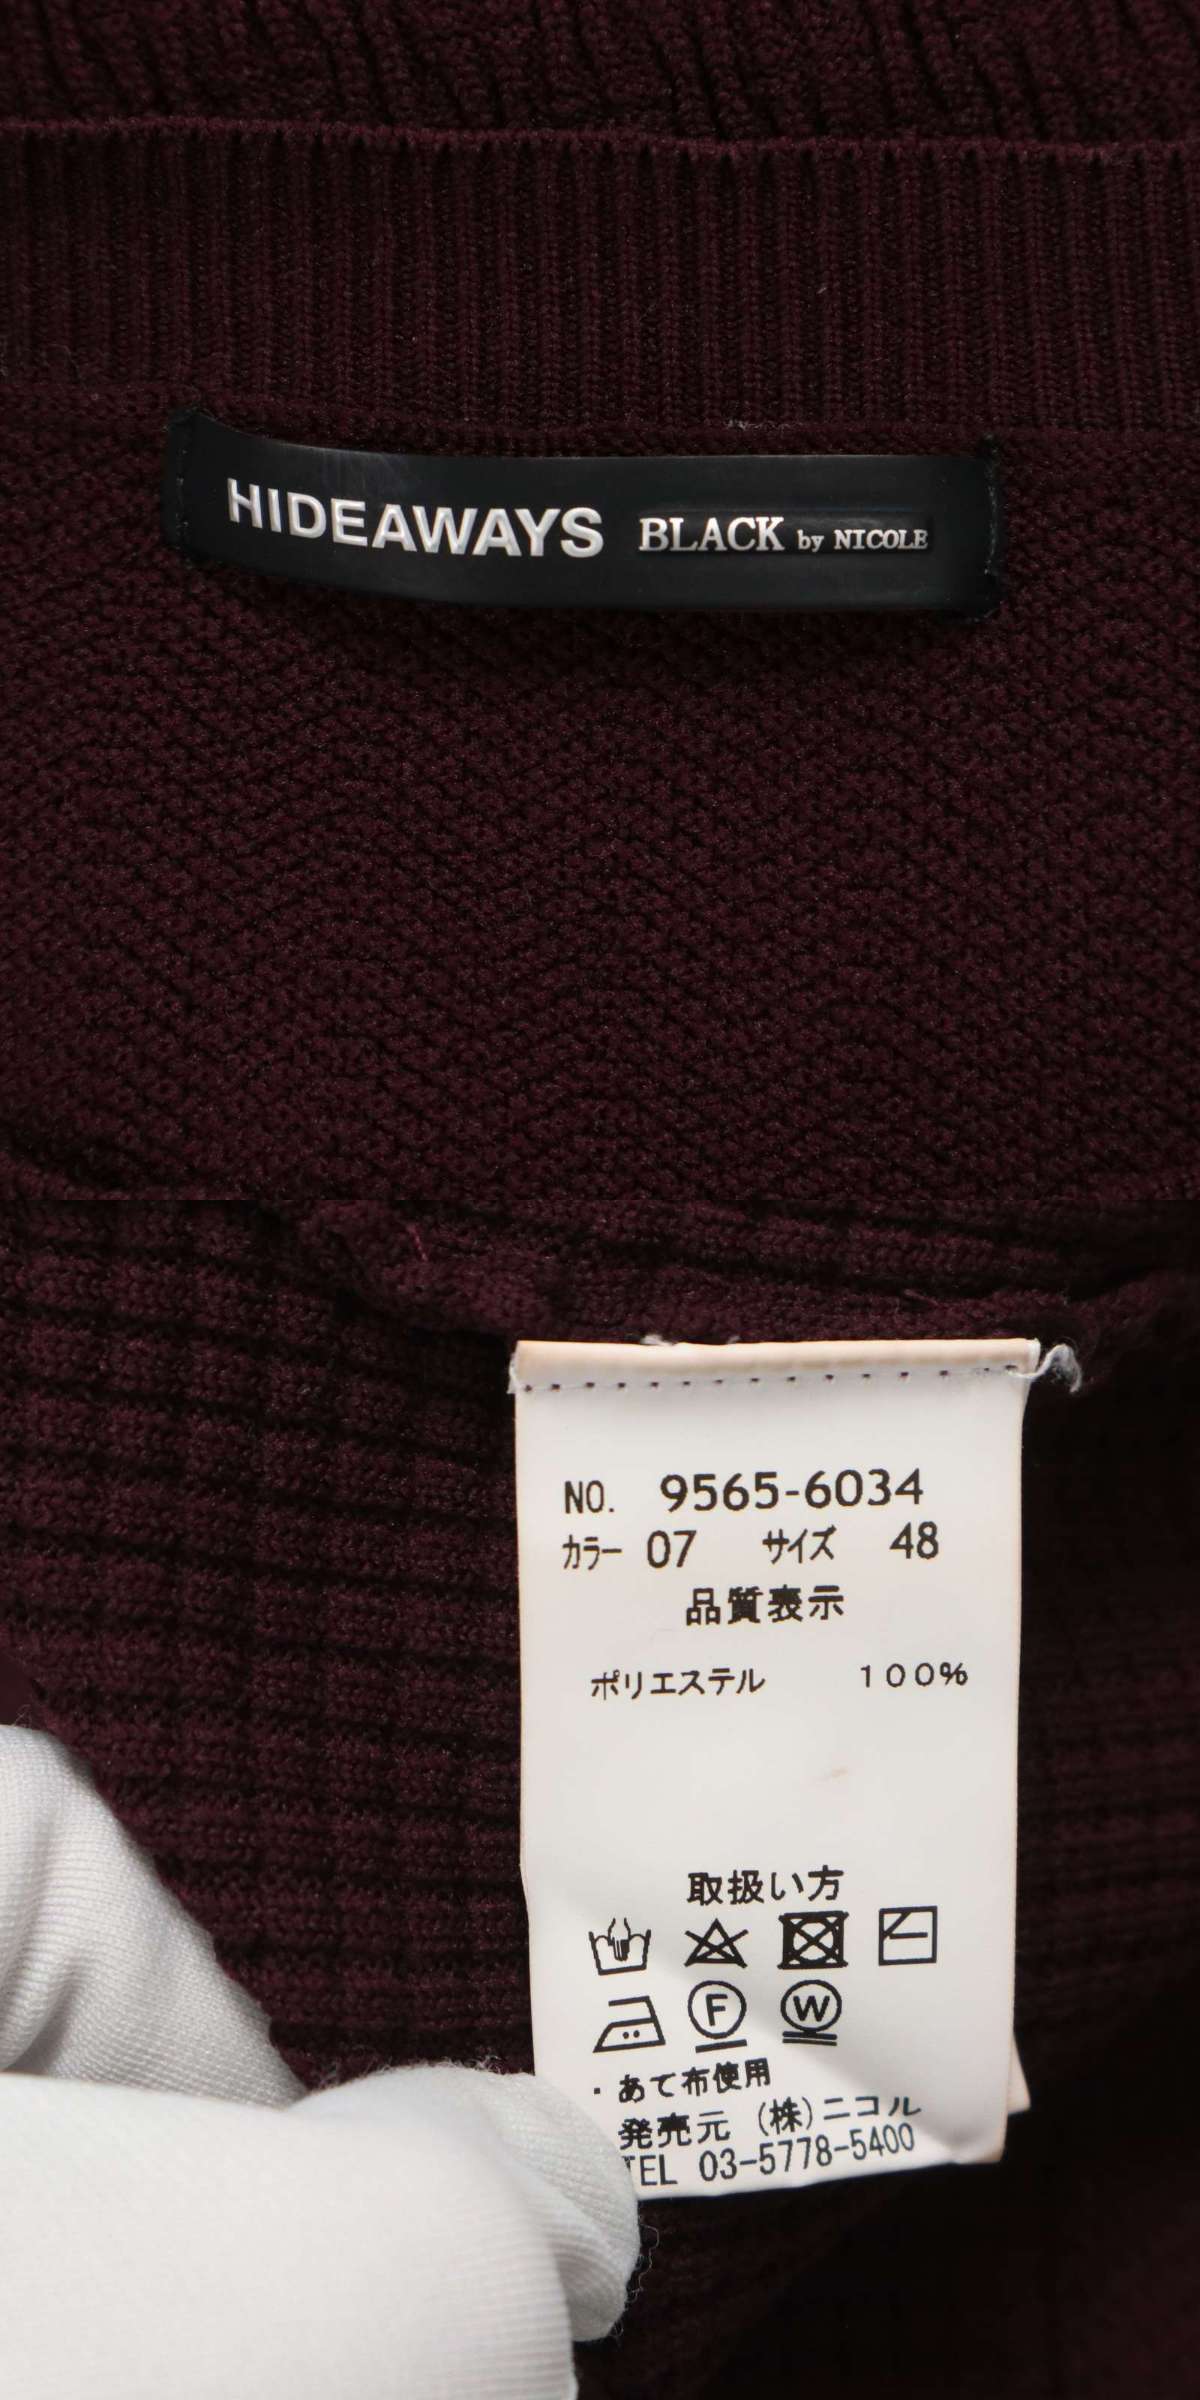 HIDEAWAYS BLACK by NICOLE
NO. 9565-6034
カラー 07 サイズ 48
品質表示
ポリエステル 100%
取扱い方
F W
・あて布使用
発売元 (株)ニコル
TEL 03-5778-5400